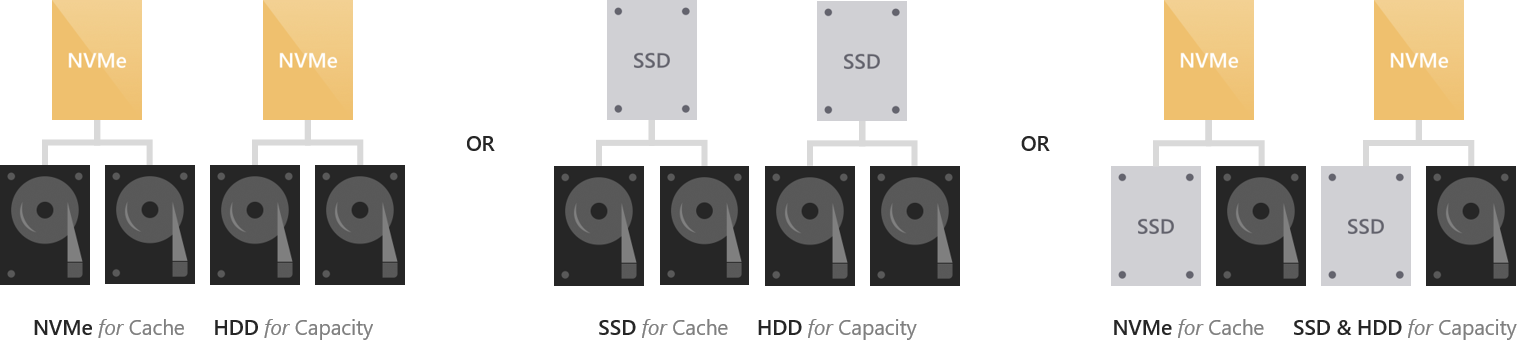 NVMe
NVMe
SSD
SSD
NVMe
NVMe
OR
OR
SSD
SSD
NVMe for Cache
HDD for Capacity
SSD for Cache
HDD for Capacity
NVMe for Cache
SSD & HDD for Capacity